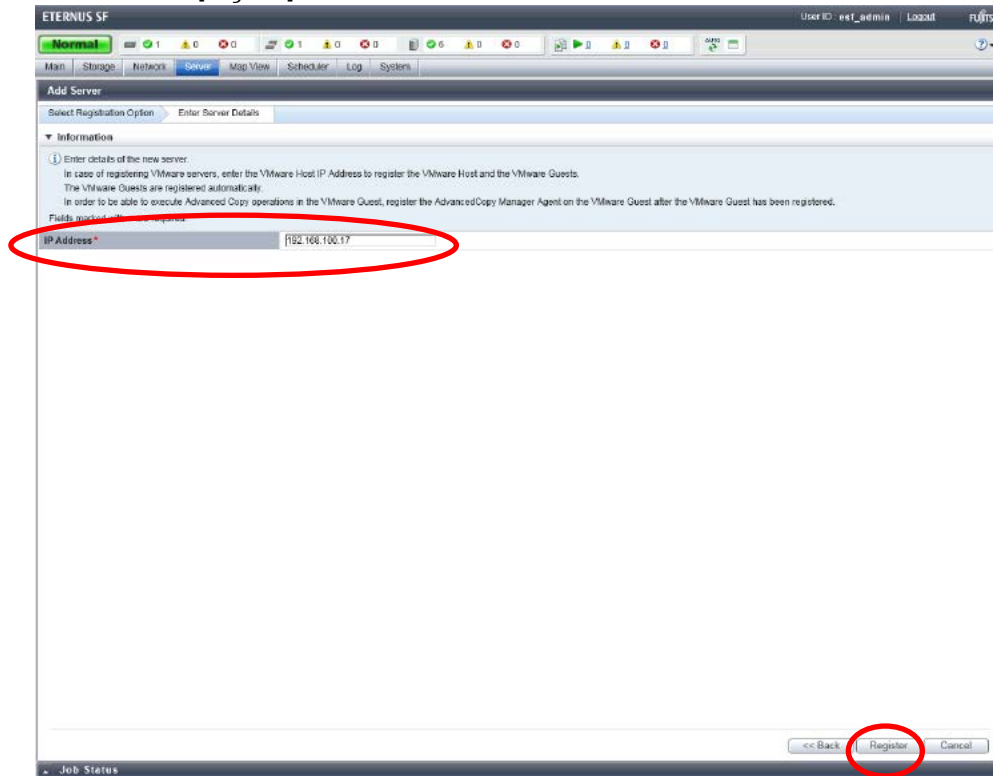 ETERNUS SF User ID : esf_admin Logout FUJITS
Normal 1 0 0 1 0 0 6 0 0 0 0 0
Main Storage Network Server Map View Scheduler Log System
Add Server
Select Registration Option Enter Server Details
Information
Enter details of the new server.
In case of registering VMware servers, enter the VMware Host IP Address to register the VMware Host and the VMware Guests.
The VMware Guests are registered automatically.
In order to be able to execute Advanced Copy operations in the VMware Guest, register the AdvancedCopy Manager Agent on the VMware Guest after the VMware Guest has been registered.
Fields marked
IP Address* 192.168.100.17
<< Back Register Cancel
Job Status